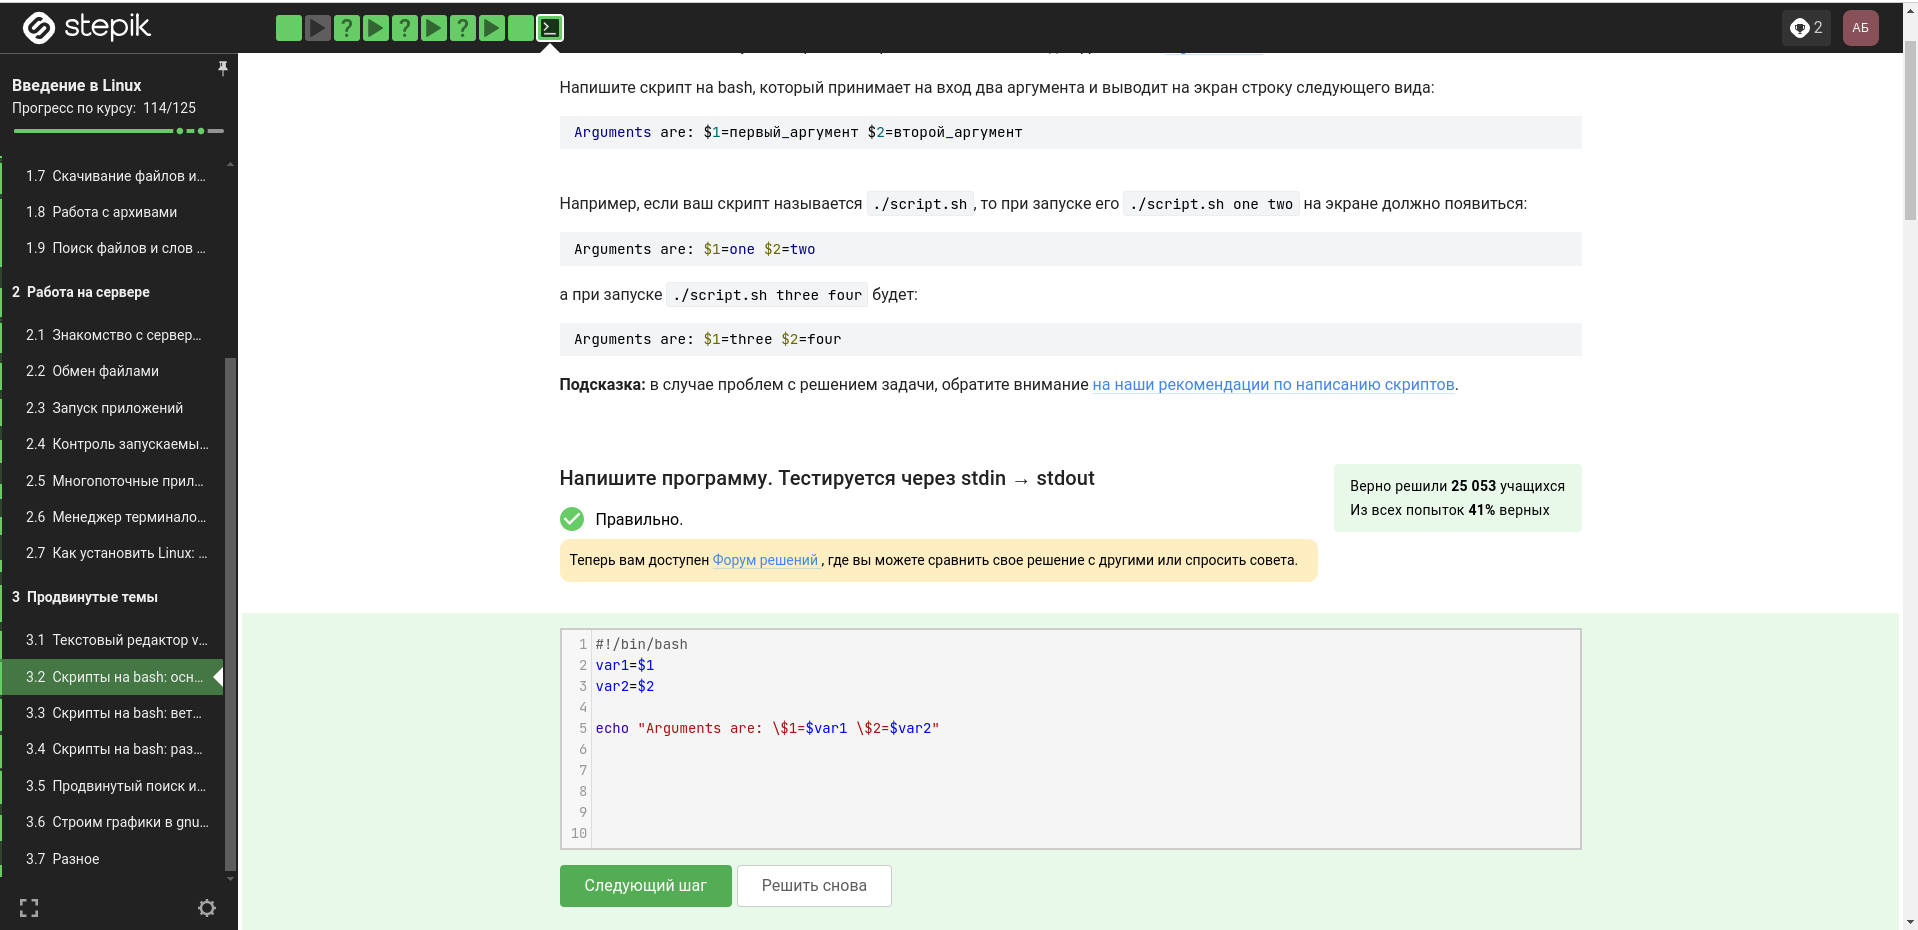 stepik
2
АБ
Введение в Linux
Прогресс по курсу: 114/125
1.7 Скачивание файлов и...
1.8 Работа с архивами
1.9 Поиск файлов и слов ...
2 Работа на сервере
2.1 Знакомство с сервер...
2.2 Обмен файлами
2.3 Запуск приложений
2.4 Контроль запускаемы...
2.5 Многопоточные прил...
2.6 Менеджер терминало...
2.7 Как установить Linux: ...
3 Продвинутые темы
3.1 Текстовый редактор v...
3.2 Скрипты на bash: осн...
3.3 Скрипты на bash: вет...
3.4 Скрипты на bash: раз...
3.5 Продвинутый поиск и...
3.6 Строим графики в gnu...
3.7 Разное
Напишите скрипт на bash, который принимает на вход два аргумента и выводит на экран строку следующего вида:
Arguments are: $1=первый_аргумент $2=второй_аргумент
Например, если ваш скрипт называется ./script.sh, то при запуске его ./script.sh one two на экране должно появиться:
Arguments are: $1=one $2=two
а при запуске ./script.sh three four будет:
Arguments are: $1=three $2=four
Подсказка: в случае проблем с решением задачи, обратите внимание на наши рекомендации по написанию скриптов.
Напишите программу. Тестируется через stdin → stdout
Верно решили 25 053 учащихся
Из всех попыток 41% верных
Правильно.
Теперь вам доступен Форум решений, где вы можете сравнить свое решение с другими или спросить совета.
1 #!/bin/bash
2 var1=$1
3 var2=$2
4
5 echo "Arguments are: \$1=$var1 \$2=$var2"
6
7
8
9
10
Следующий шаг
Решить снова